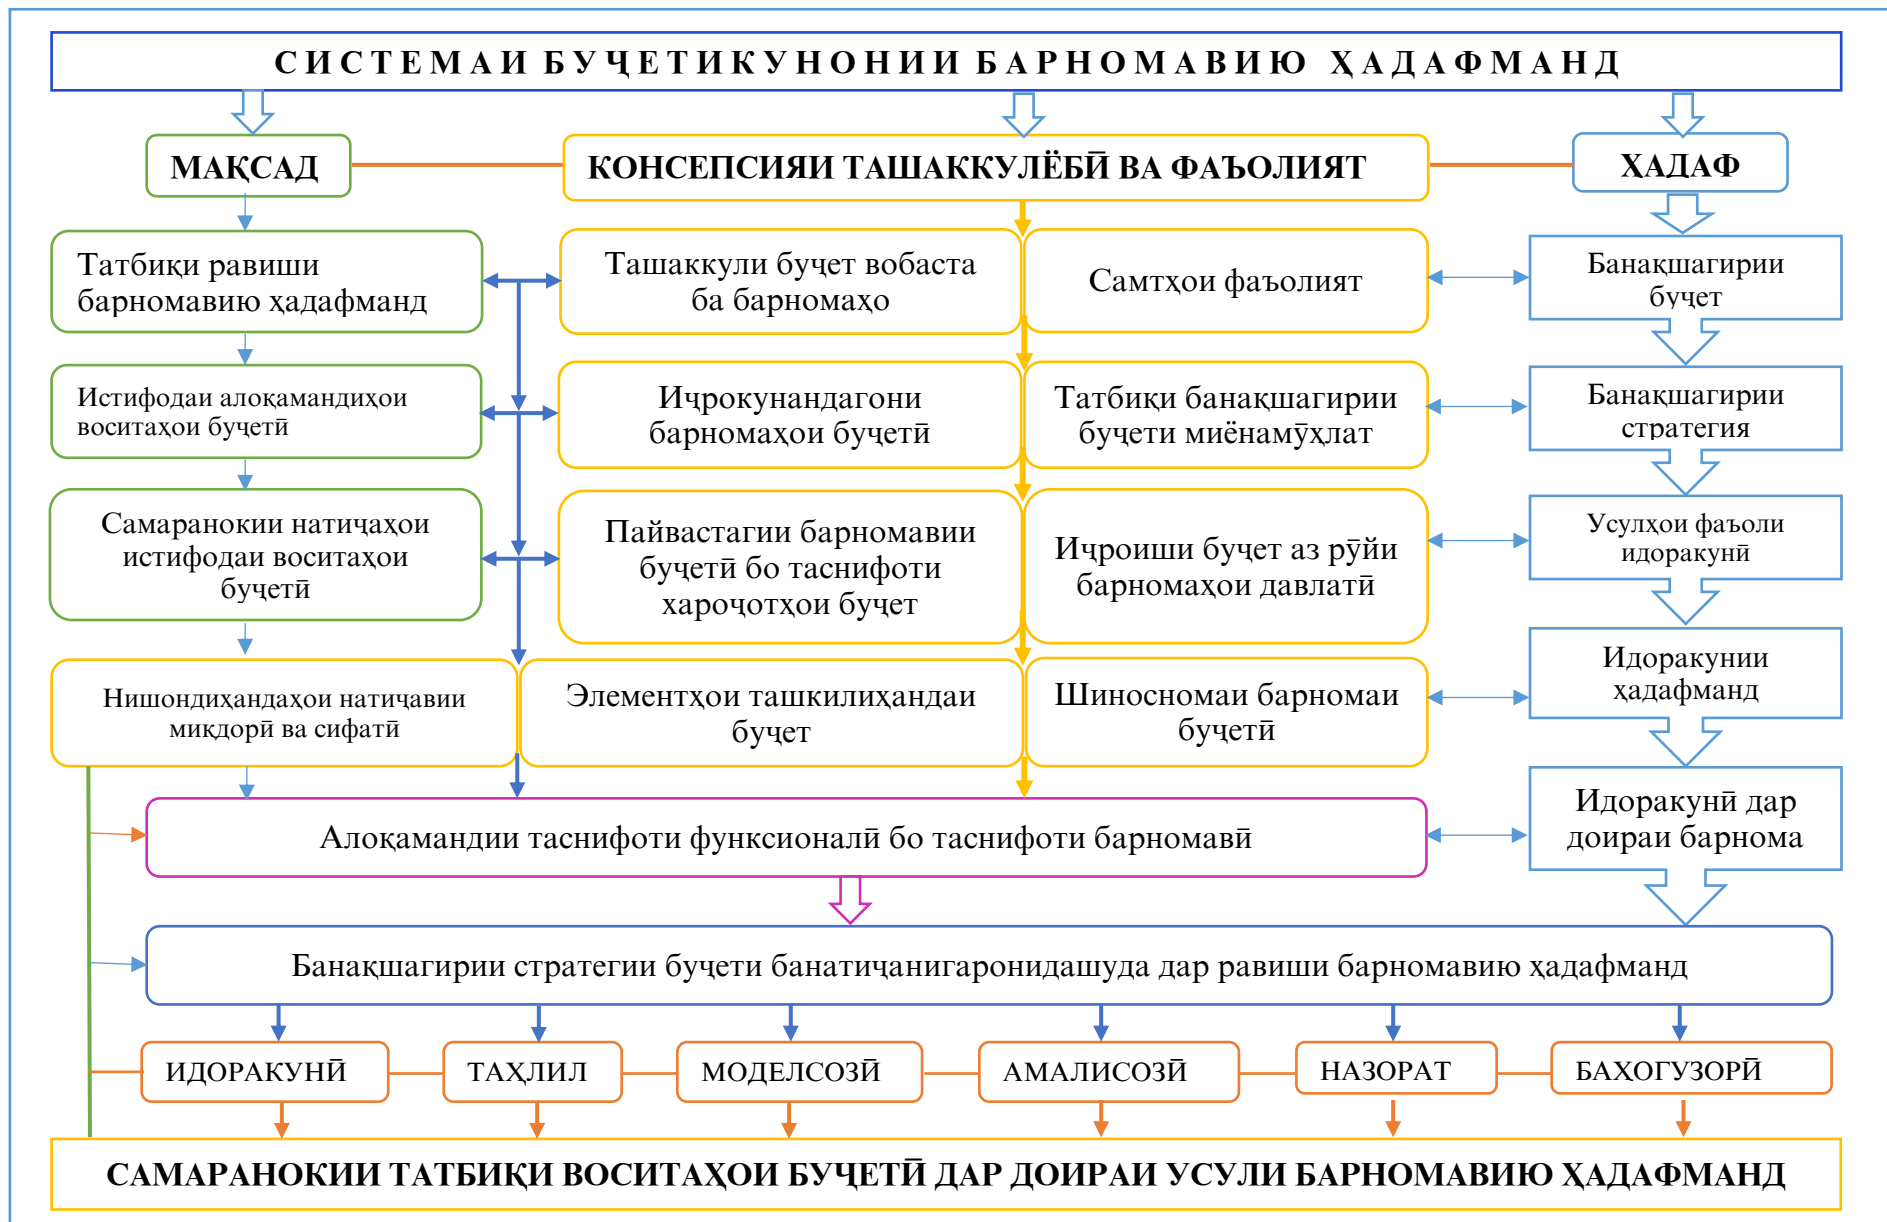 СИСТЕМАИ БУҶЕТИКУНОНИИ БАРНОМАВИЮ ҲАДАФМАНД
МАҚСАД
КОНСЕПСИЯИ ТАШАККУЛЁБӢ ВА ФАЪОЛИЯТ
ҲАДАФ
Татбиқи равиши
барномавию ҳадафманд
Ташаккули буҷет вобаста
ба барномаҳо
Самтҳои фаъолият
Банақшагирии
буҷет
Истифодаи алоқамандиҳои
воситаҳои буҷетӣ
Иҷрокунандагони
барномаҳои буҷетӣ
Татбиқи банақшагирии
буҷети миёнамӯҳлат
Банақшагирии
стратегия
Самаранокии натиҷаҳои
истифодаи воситаҳои
буҷетӣ
Пайвастагии барномавии
буҷетӣ бо таснифоти
хароҷотҳои буҷет
Иҷроиши буҷет аз рӯйи
барномаҳои давлатӣ
Усулҳои фаъоли
идоракунӣ
Нишондиҳандаҳои натиҷавии
миқдорӣ ва сифатӣ
Элементҳои ташкилиҳандаи
буҷет
Шиносномаи барномаи
буҷетӣ
Идоракунии
ҳадафманд
Алоқамандии таснифоти функсионалӣ бо таснифоти барномавӣ
Идоракунӣ дар
доираи барнома
Банақшагирии стратегии буҷети банатиҷанигаронидашуда дар равиши барномавию ҳадафманд
ИДОРАКУНӢ
ТАҲЛИЛ
МОДЕЛСОЗӢ
АМАЛИСОЗӢ
НАЗОРАТ
БАҲОГУЗОРӢ
САМАРАНОКИИ ТАТБИҚИ ВОСИТАҲОИ БУҶЕТӢ ДАР ДОИРАИ УСУЛИ БАРНОМАВИЮ ҲАДАФМАНД